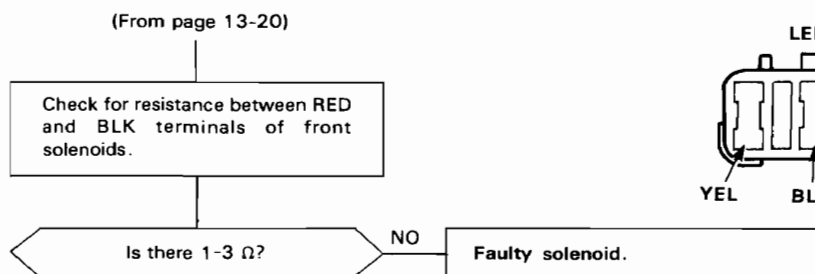 (From page 13-20)
Check for resistance between RED
and BLK terminals of front
solenoids.
Is there 1-3 Ω?
NO
Faulty solenoid.
YEL